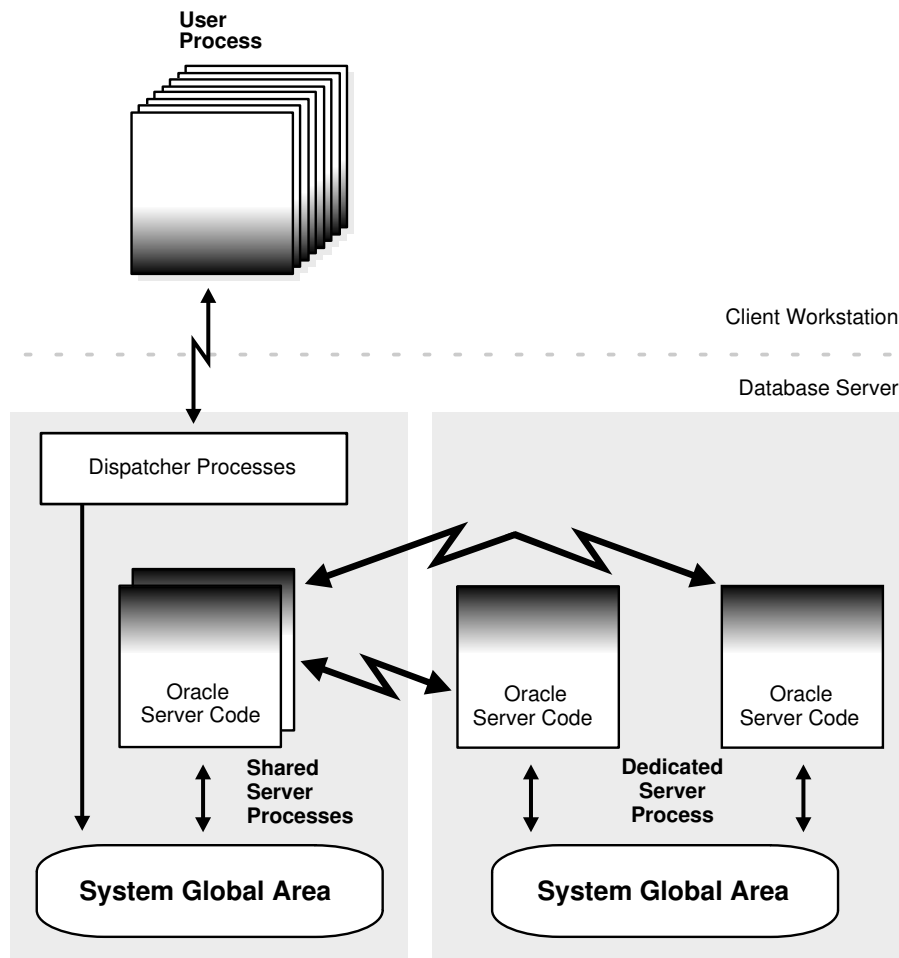 User
Process
Client Workstation
Database Server
Dispatcher Processes
Oracle
Server Code
Oracle
Server Code
Oracle
Server Code
Shared
Server
Processes
Dedicated
Server
Process
System Global Area
System Global Area